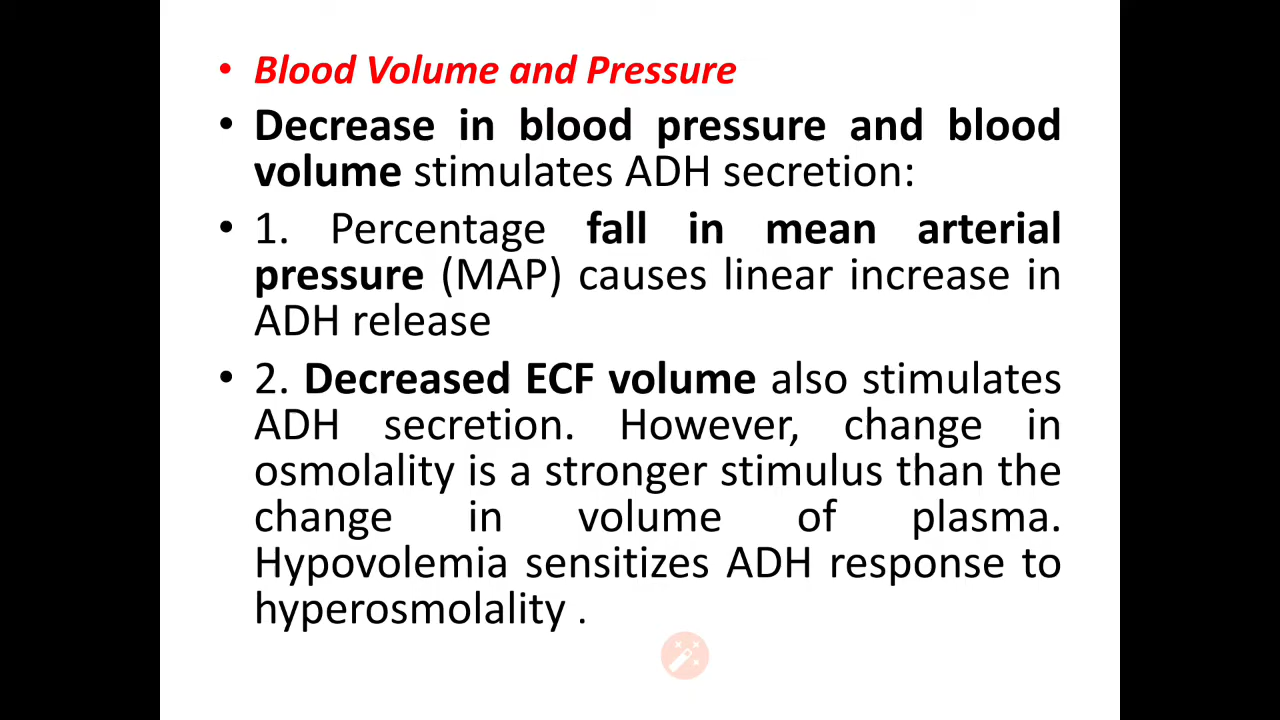 • Blood Volume and Pressure
• Decrease in blood pressure and blood
volume stimulates ADH secretion:
• 1. Percentage fall in mean arterial
pressure (MAP) causes linear increase in
ADH release
• 2. Decreased ECF volume also stimulates
ADH secretion. However, change in
osmolality is a stronger stimulus than the
change in volume of plasma.
Hypovolemia sensitizes ADH response to
hyperosmolality .